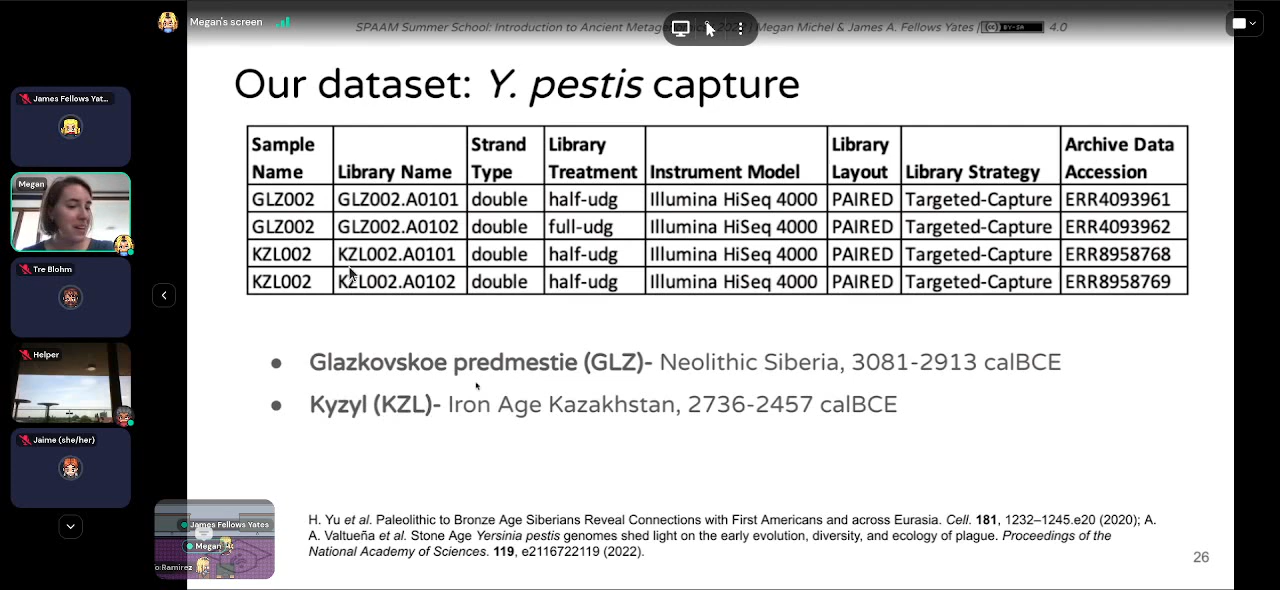 Megan's screen
SPAAM Summer School: Introduction to Ancient Metagenomics 2022 | Megan Michel & James A. Fellows Yates | (cc) BY-SA 4.0
James Fellows Yat...
Megan
Tre Blohm
Helper
Jaime (she/her)
Our dataset: Y. pestis capture
Sample Name Library Name Strand Type Library Treatment Instrument Model Library Layout Library Strategy Archive Data Accession
GLZ002 GLZ002.A0101 double half-udg Illumina HiSeq 4000 PAIRED Targeted-Capture ERR4093961
GLZ002 GLZ002.A0102 double full-udg Illumina HiSeq 4000 PAIRED Targeted-Capture ERR4093962
KZL002 KZL002.A0101 double half-udg Illumina HiSeq 4000 PAIRED Targeted-Capture ERR8958768
KZL002 KZL002.A0102 double half-udg Illumina HiSeq 4000 PAIRED Targeted-Capture ERR8958769
● Glazkovskoe predmestie (GLZ)- Neolithic Siberia, 3081-2913 calBCE
● Kyzyl (KZL)- Iron Age Kazakhstan, 2736-2457 calBCE
James Fellows Yates
Megan
Ramirez
H. Yu et al. Paleolithic to Bronze Age Siberians Reveal Connections with First Americans and across Eurasia. Cell. 181, 1232–1245.e20 (2020); A.
A. Valtueña et al. Stone Age Yersinia pestis genomes shed light on the early evolution, diversity, and ecology of plague. Proceedings of the
National Academy of Sciences. 119, e2116722119 (2022).
26